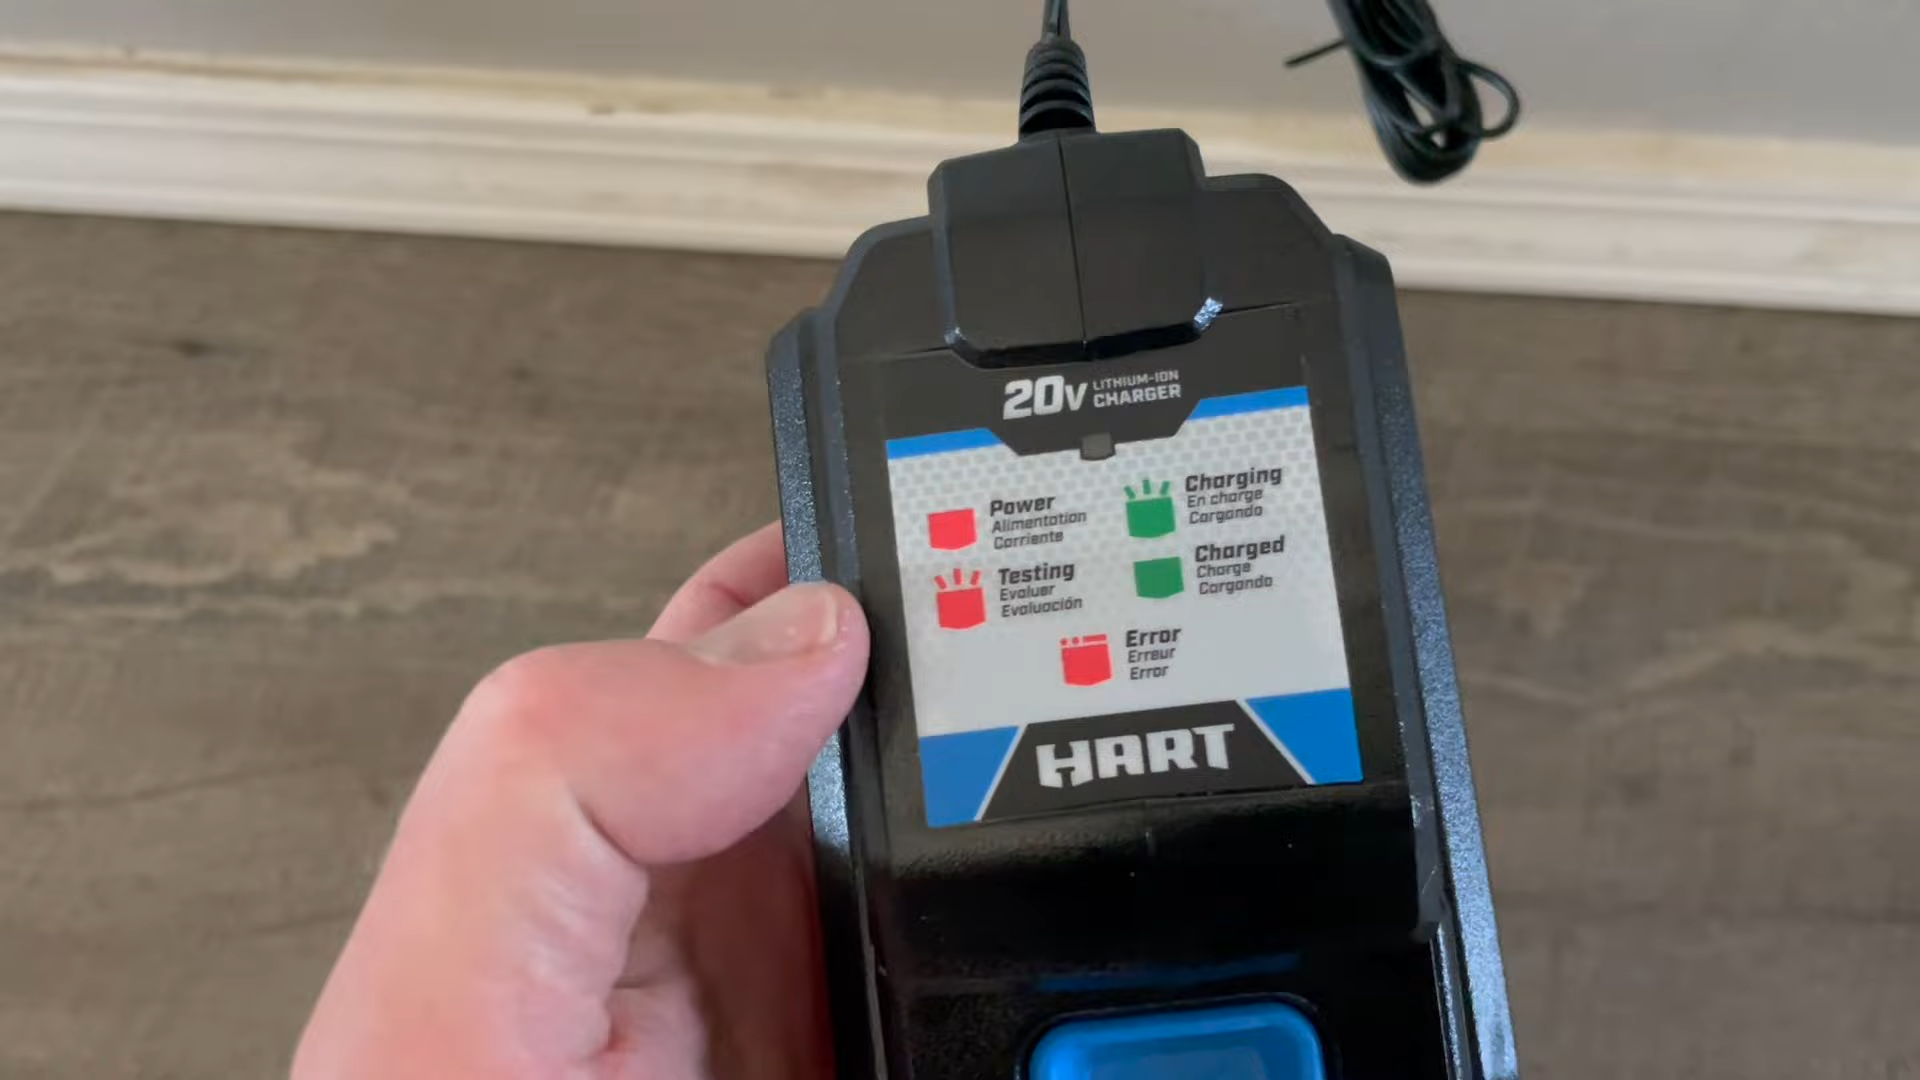 20V LITHIUM-ION
CHARGER
Power
Alimentation
Corriente
Testing
Evaluer
Evaluación
Charging
En charge
Cargando
Charged
Charge
Cargando
Error
Erreur
Error
HART